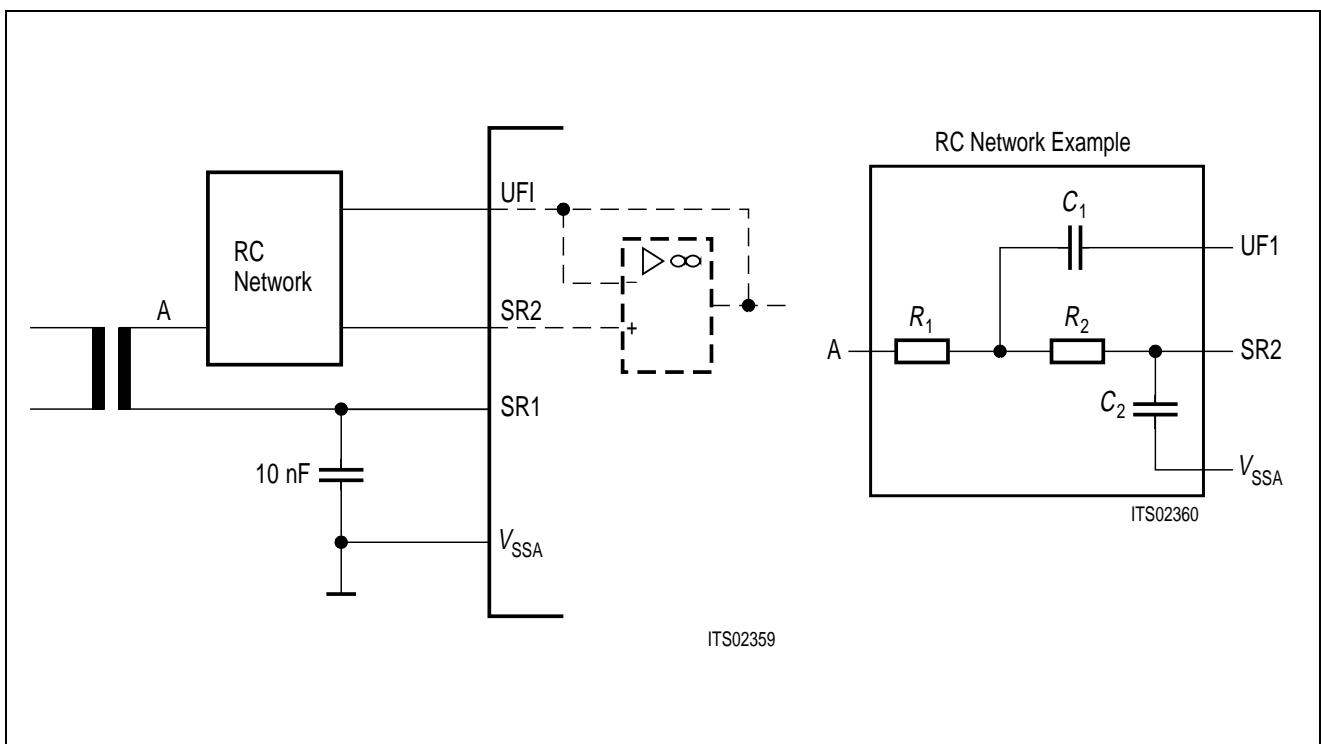 RC Network Example
UFI
RC
Network
A
SR2
SR1
10 nF
VSSA
▷ ∞
−
+
ITS02359
C1
UF1
R1
R2
A
SR2
C2
VSSA
ITS02360